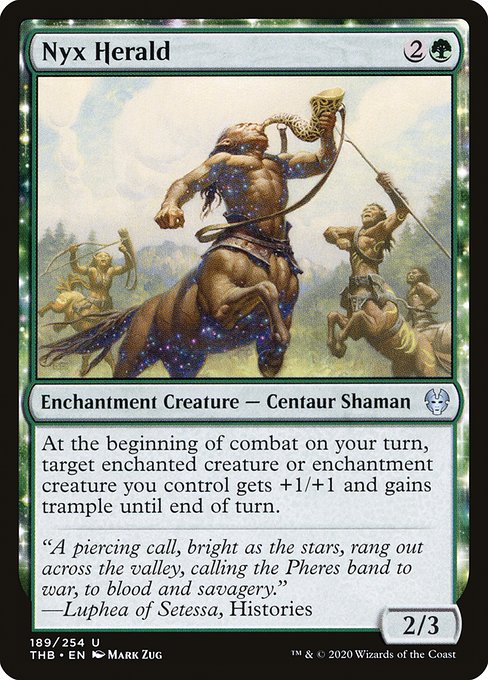 Nyx Herald 2
Enchantment Creature — Centaur Shaman
At the beginning of combat on your turn,
target enchanted creature or enchantment
creature you control gets +1/+1 and gains
trample until end of turn.
“A piercing call, bright as the stars, rang out
across the valley, calling the Pheres band to
war, to blood and savagery.”
—Luphea of Setessa, Histories
2/3
189/254 U
THB • EN Mark Zug ™ & © 2020 Wizards of the Coast